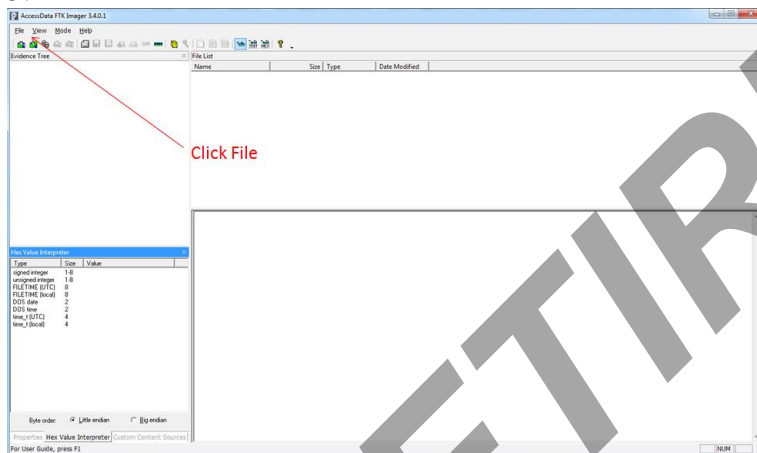 AccessData FTK Imager 3.4.0.1
File View Mode Help
Evidence Tree
File List
Name Size Type Date Modified
Click File
Hex Value Interpreter
Type Size Value
signed integer 1-8
unsigned integer 1-8
FILETIME (UTC) 8
FILETIME (local) 8
DOS date 2
DOS time 2
time_t (UTC) 4
time_t (local) 4
Byte order: Little endian Big endian
Properties Hex Value Interpreter Custom Content Sources
For User Guide, press F1
NUM